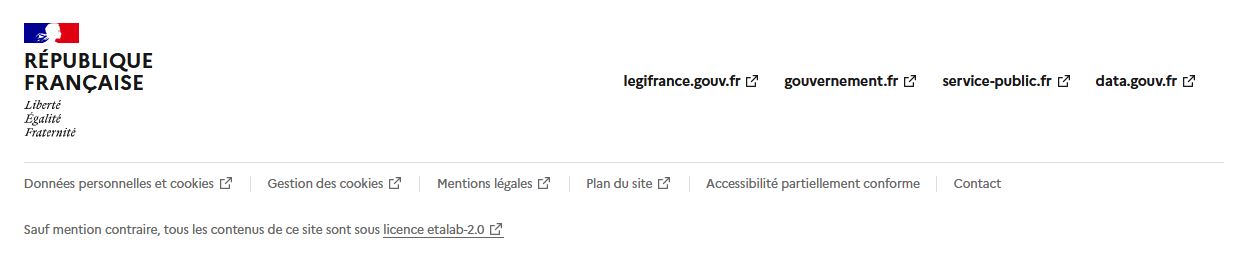 RÉPUBLIQUE
FRANÇAISE
Liberté
Égalité
Fraternité
legifrance.gouv.fr gouvernement.fr service-public.fr data.gouv.fr
Données personnelles et cookies Gestion des cookies Mentions légales Plan du site Accessibilité partiellement conforme Contact
Sauf mention contraire, tous les contenus de ce site sont sous licence etalab-2.0